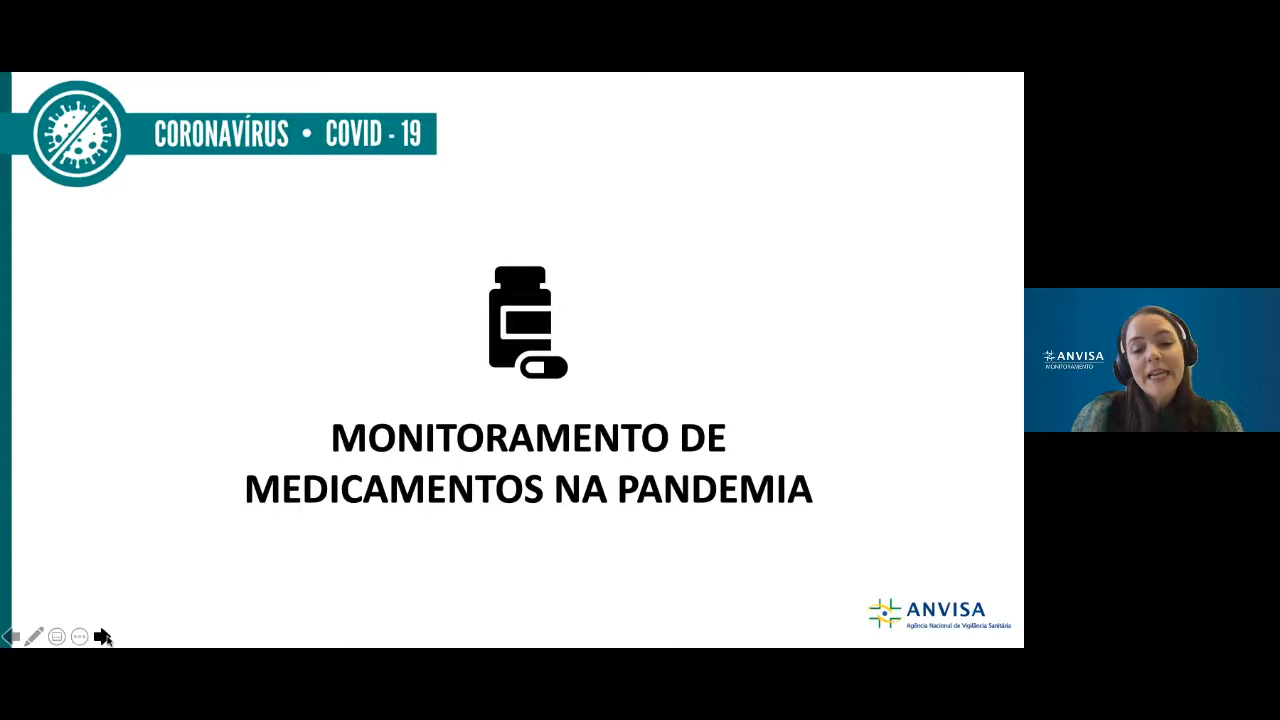 CORONAVÍRUS • COVID - 19
MONITORAMENTO DE
MEDICAMENTOS NA PANDEMIA
ANVISA
Agência Nacional de Vigilância Sanitária
ANVISA
MONITORAMENTO